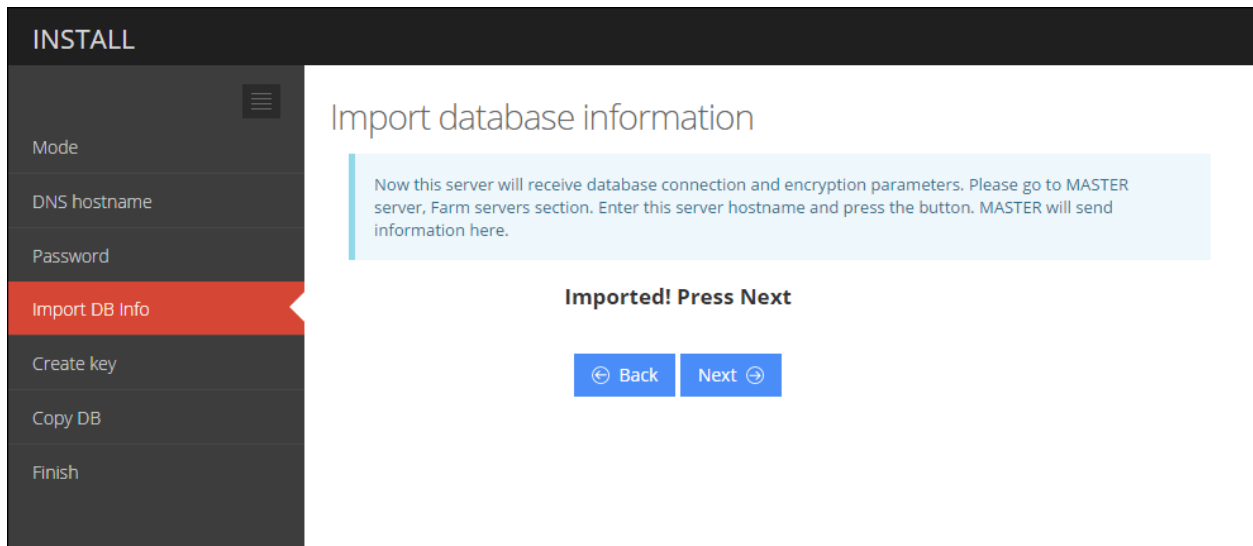 INSTALL
Mode
DNS hostname
Password
Import DB Info
Create key
Copy DB
Finish
Import database information
Now this server will receive database connection and encryption parameters. Please go to MASTER
server, Farm servers section. Enter this server hostname and press the button. MASTER will send
information here.
Imported! Press Next
Back Next